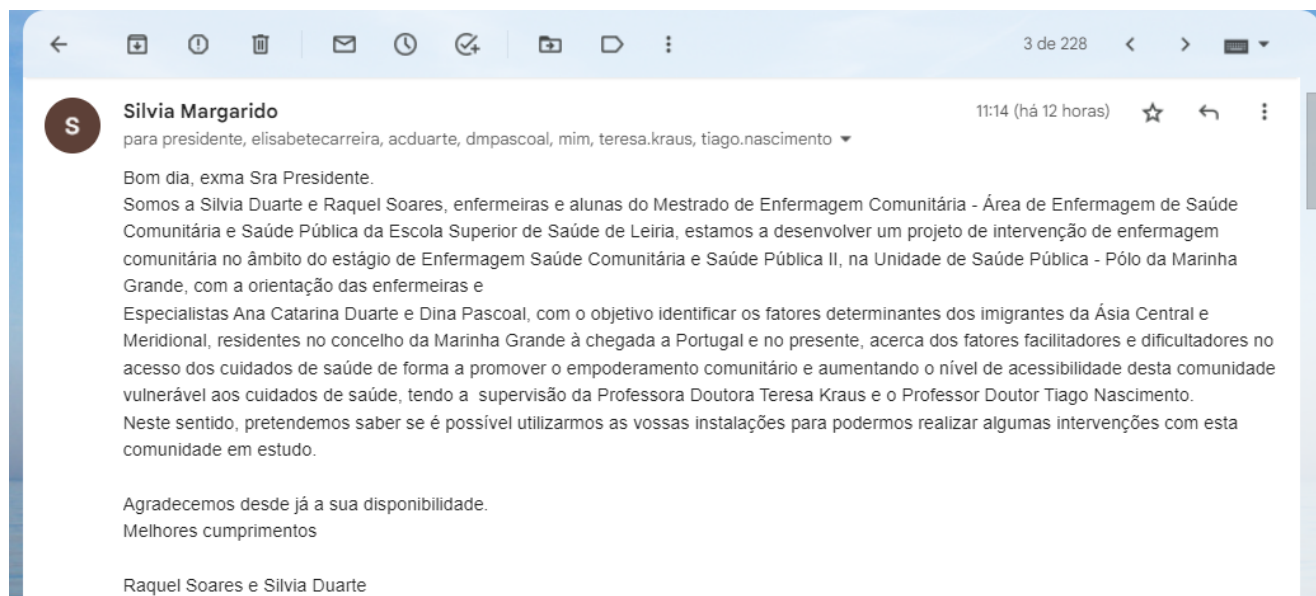 3 de 228
Silvia Margarido
11:14 (há 12 horas)
para presidente, elisabetecarreira, acduarte, dmpascoal, mim, teresa.kraus, tiago.nascimento
Bom dia, exma Sra Presidente.
Somos a Silvia Duarte e Raquel Soares, enfermeiras e alunas do Mestrado de Enfermagem Comunitária - Área de Enfermagem de Saúde
Comunitária e Saúde Pública da Escola Superior de Saúde de Leiria, estamos a desenvolver um projeto de intervenção de enfermagem
comunitária no âmbito do estágio de Enfermagem Saúde Comunitária e Saúde Pública II, na Unidade de Saúde Pública - Pólo da Marinha
Grande, com a orientação das enfermeiras e
Especialistas Ana Catarina Duarte e Dina Pascoal, com o objetivo identificar os fatores determinantes dos imigrantes da Ásia Central e
Meridional, residentes no concelho da Marinha Grande à chegada a Portugal e no presente, acerca dos fatores facilitadores e dificultadores no
acesso dos cuidados de saúde de forma a promover o empoderamento comunitário e aumentando o nível de acessibilidade desta comunidade
vulnerável aos cuidados de saúde, tendo a  supervisão da Professora Doutora Teresa Kraus e o Professor Doutor Tiago Nascimento.
Neste sentido, pretendemos saber se é possível utilizarmos as vossas instalações para podermos realizar algumas intervenções com esta
comunidade em estudo.
Agradecemos desde já a sua disponibilidade.
Melhores cumprimentos
Raquel Soares e Silvia Duarte
S